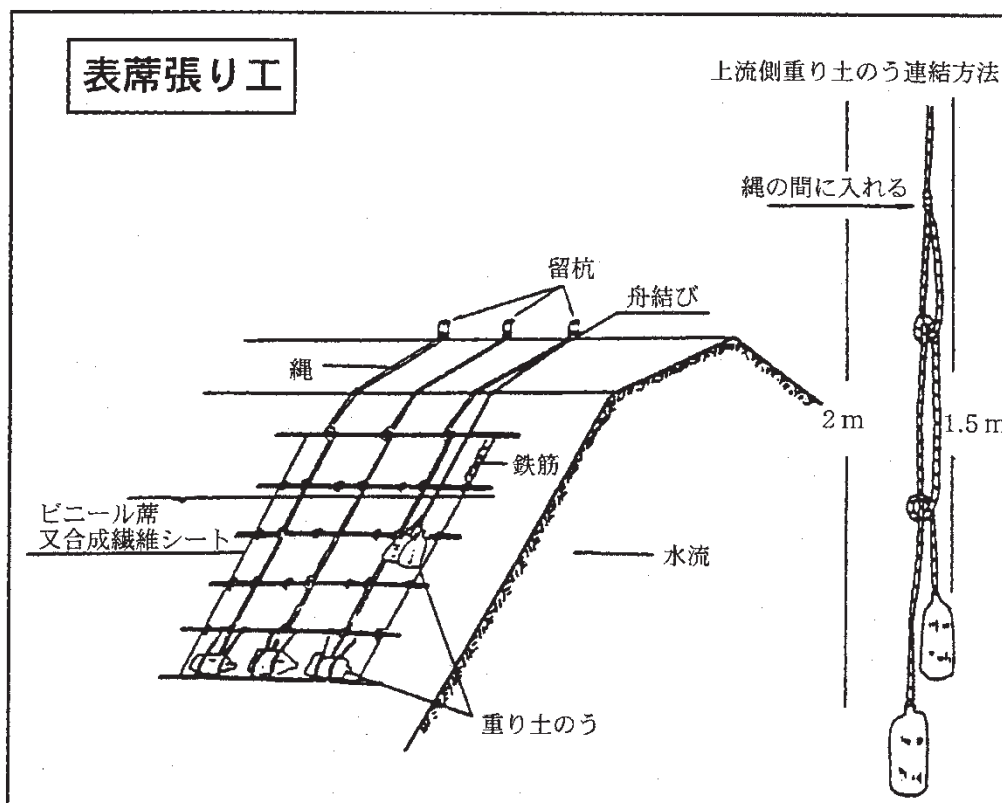 表蓆張り工
上流側重り土のう連結方法
縄の間に入れる
留杭
舟結び
縄
2m
1.5m
鉄筋
ビニール蓆
又合成繊維シート
水流
重り土のう